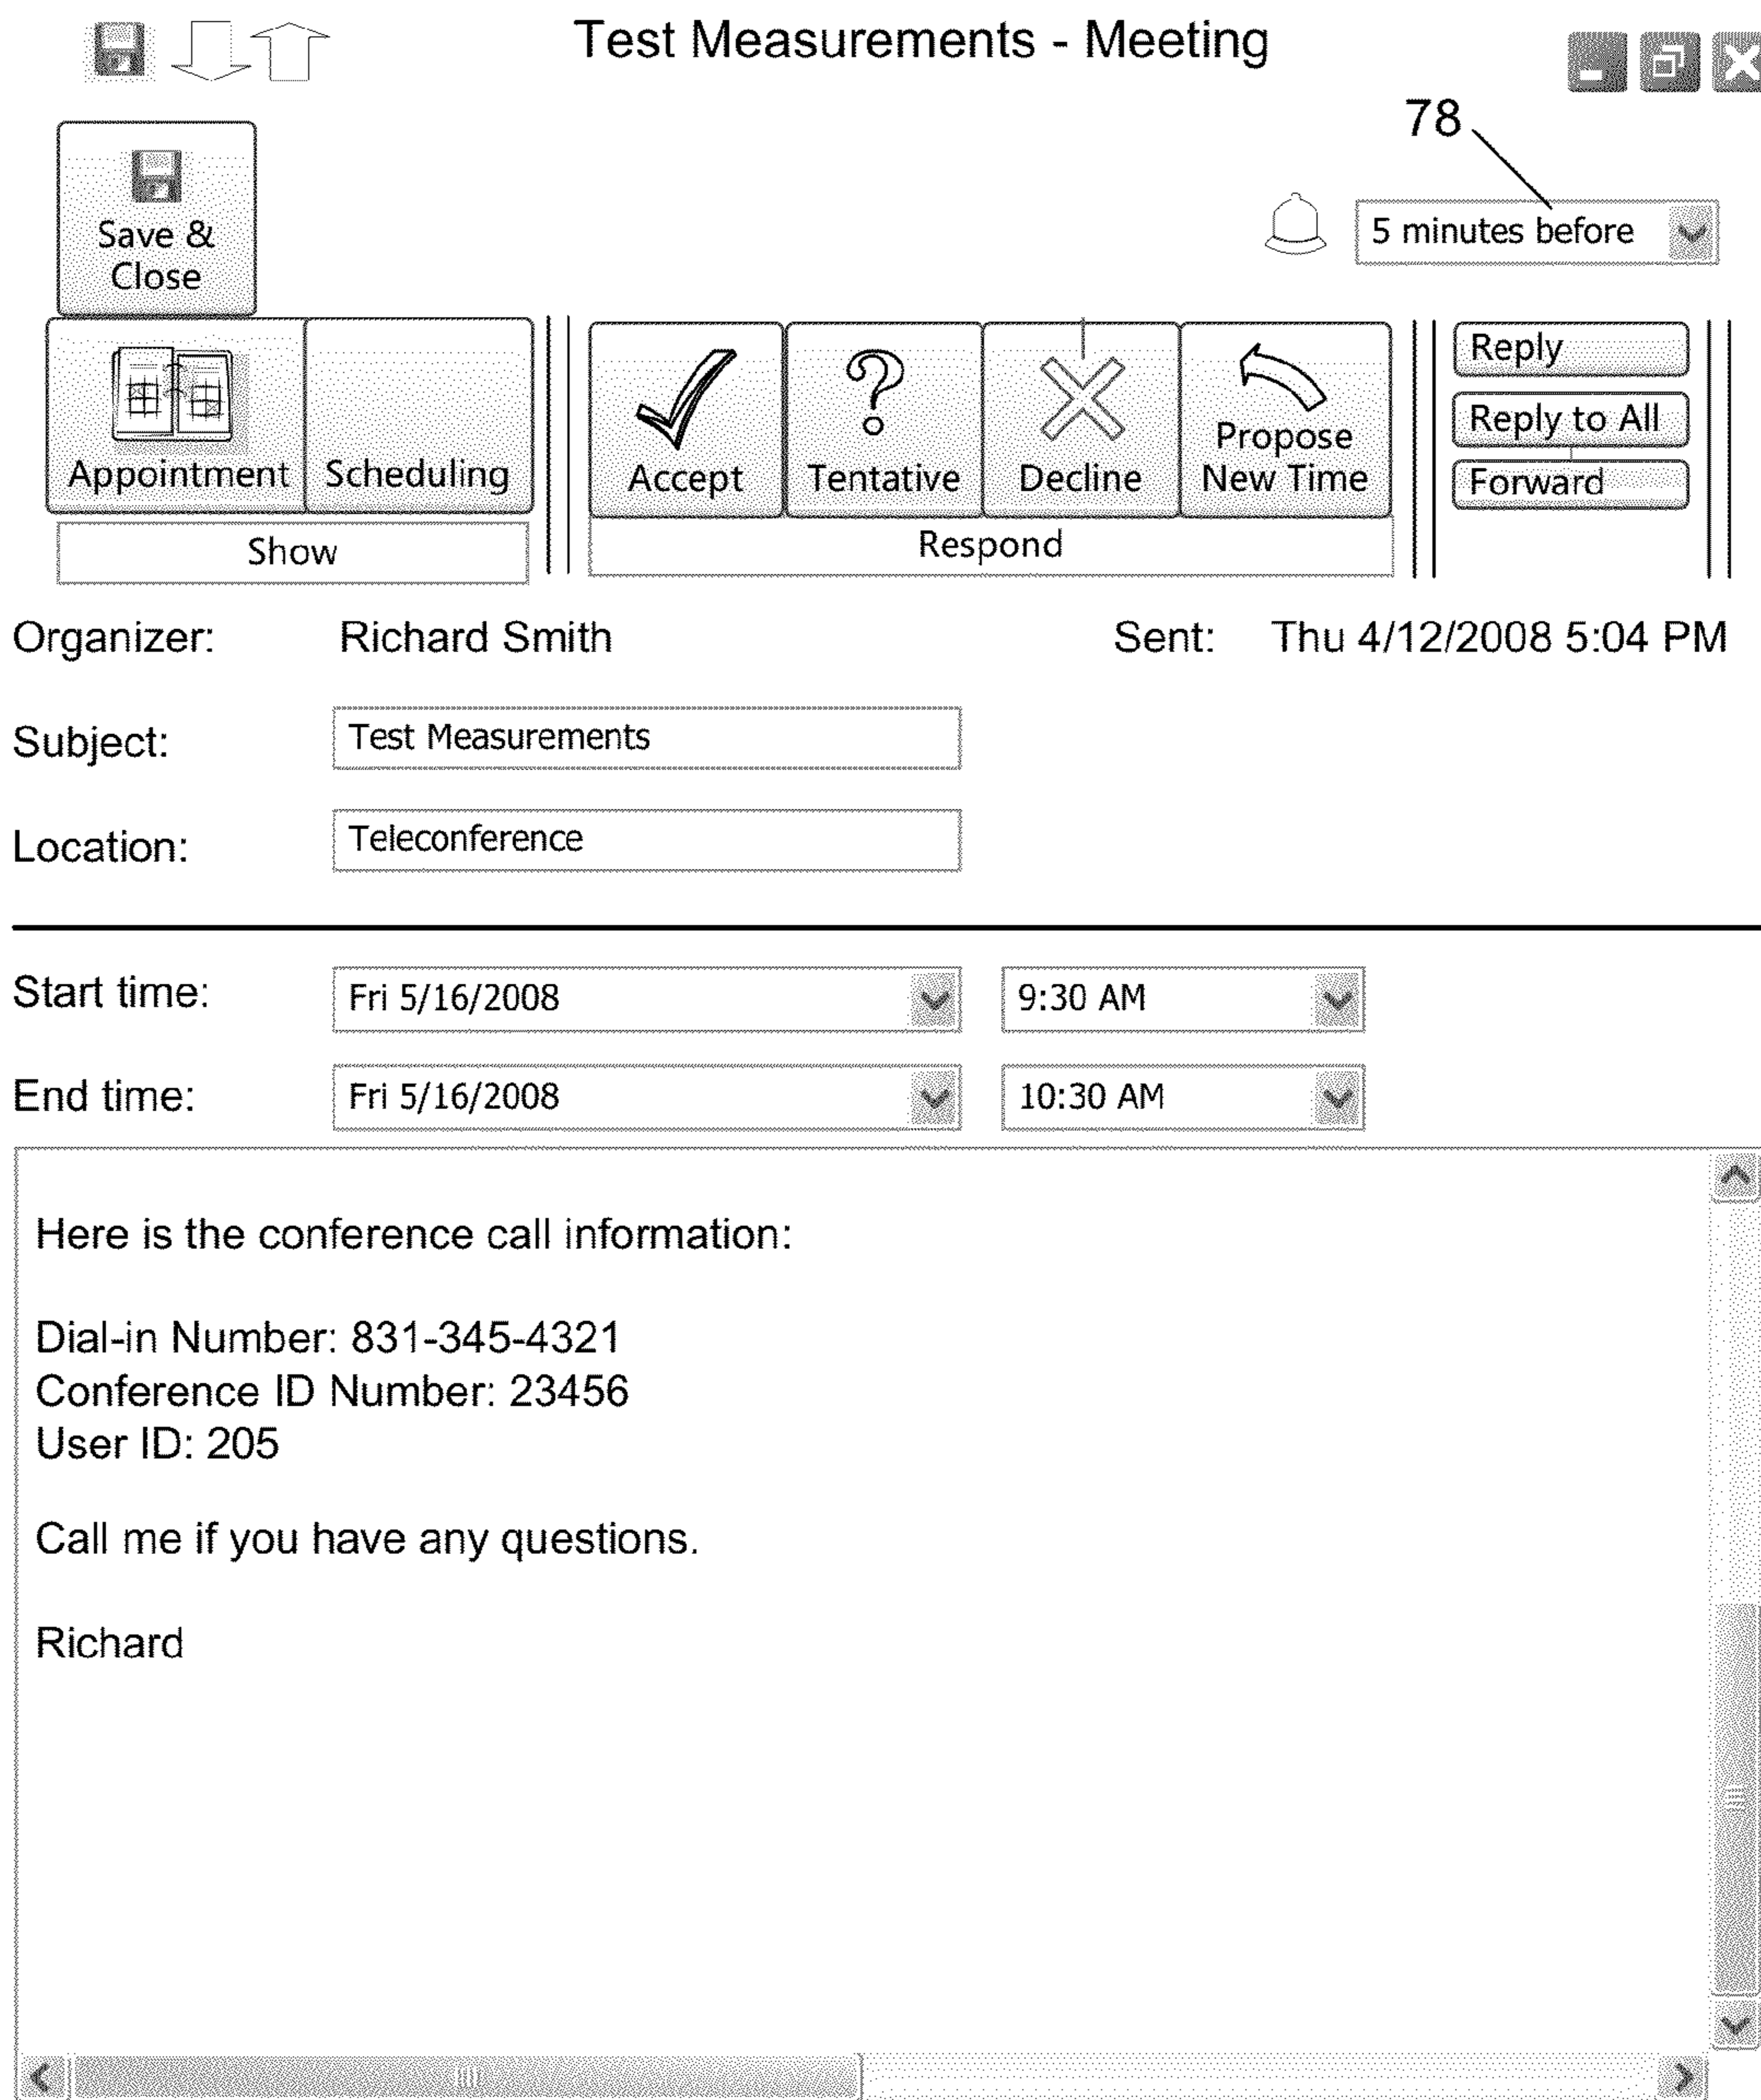 Test Measurements - Meeting
78
Save &
Close
5 minutes before
Appointment
Scheduling
Show
Accept
Tentative
Decline
Propose
New Time
Respond
Reply
Reply to All
Forward
Organizer: Richard Smith Sent: Thu 4/12/2008 5:04 PM
Subject: Test Measurements
Location: Teleconference
Start time: Fri 5/16/2008 9:30 AM
End time: Fri 5/16/2008 10:30 AM
Here is the conference call information:
Dial-in Number: 831-345-4321
Conference ID Number: 23456
User ID: 205
Call me if you have any questions.
Richard